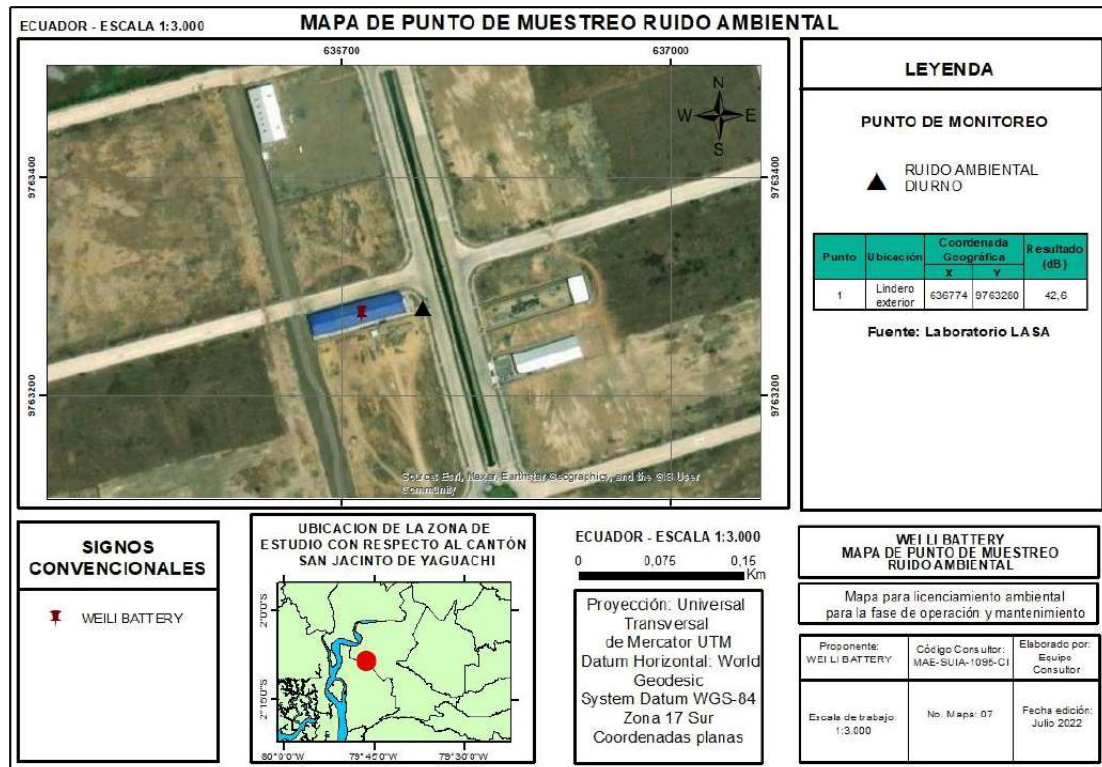 ECUADOR - ESCALA 1:3.000
MAPA DE PUNTO DE MUESTREO RUIDO AMBIENTAL
636700
637000
9763400
9763400
9763200
9763200
N
W
E
S
Source: Esri, Maxar, Earthstar Geographics, and the GIS User
Community
LEYENDA
PUNTO DE MONITOREO
RUIDO AMBIENTAL
DIURNO
Punto
Ubicación
Coordenada
Geográfica
X
Y
Resultado
(dB)
1
Lindero
exterior
636774
9763280
42,6
Fuente: Laboratorio LASA
SIGNOS
CONVENCIONALES
WEILI BATTERY
UBICACION DE LA ZONA DE
ESTUDIO CON RESPECTO AL CANTÓN
SAN JACINTO DE YAGUACHI
2°0'0"S
2°15'0"S
80°0'0"W
79°45'0"W
79°30'0"W
ECUADOR - ESCALA 1:3.000
0
0,075
0,15
Km
Proyección: Universal
Transversal
de Mercator UTM
Datum Horizontal: World
Geodesic
System Datum WGS-84
Zona 17 Sur
Coordenadas planas
WEI LI BATTERY
MAPA DE PUNTO DE MUESTREO
RUIDO AMBIENTAL
Mapa para licenciamiento ambiental
para la fase de operación y mantenimiento
Proponente:
WEI LI BATTERY
Código Consultor:
MAE-SUIA-1095-CI
Elaborado por:
Equipo
Consultor
Escala de trabajo:
1:3.000
No. Mapa: 07
Fecha edición:
Julio 2022